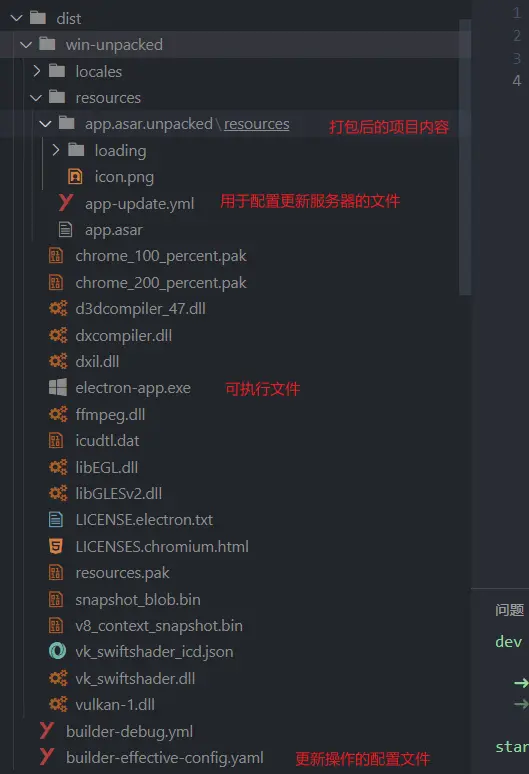 dist
win-unpacked
locales
resources
app.asar.unpacked\resources 打包后的项目内容
loading
icon.png
app-update.yml 用于配置更新服务器的文件
app.asar
chrome_100_percent.pak
chrome_200_percent.pak
d3dcompiler_47.dll
dxcompiler.dll
dxil.dll
electron-app.exe 可执行文件
ffmpeg.dll
icudtl.dat
libEGL.dll
libGLESv2.dll
LICENSE.electron.txt
LICENSES.chromium.html
resources.pak
snapshot_blob.bin
v8_context_snapshot.bin
vk_swiftshader_icd.json
vk_swiftshader.dll
vulkan-1.dll
builder-debug.yml
builder-effective-config.yaml 更新操作的配置文件
1
2
3
4
问题
dev
star